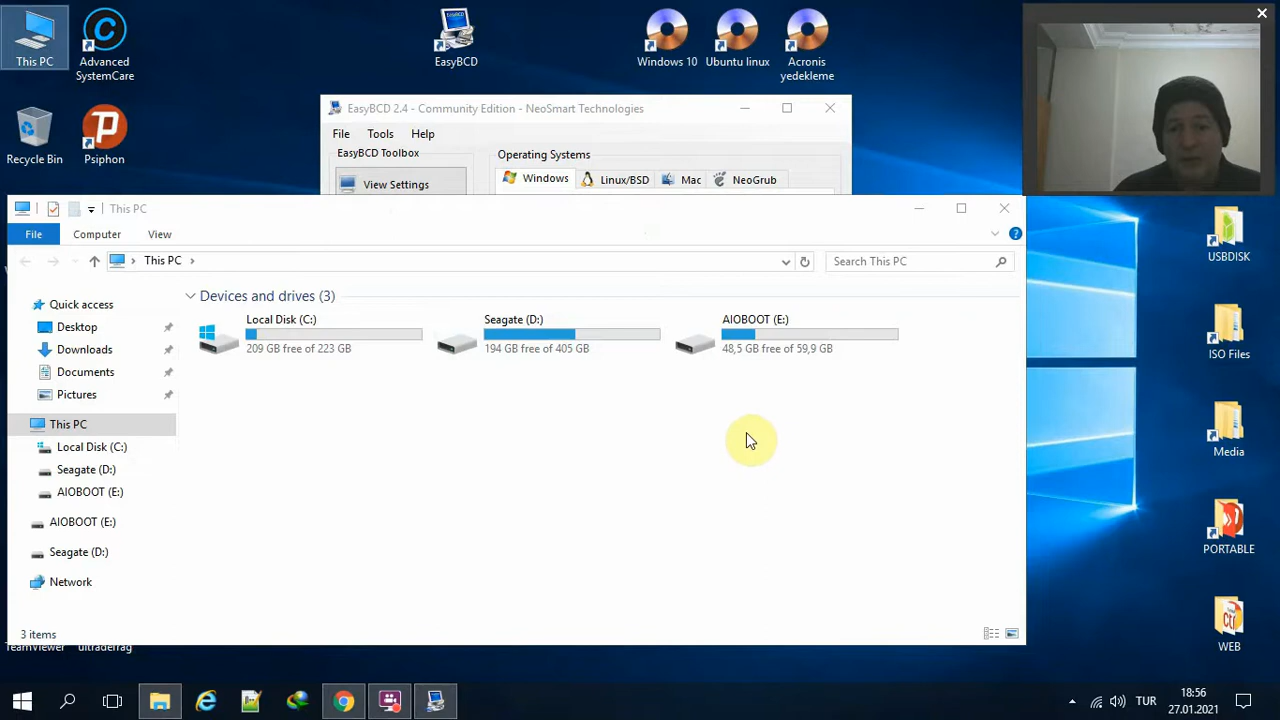 This PC
Advanced
SystemCare
EasyBCD
Windows 10
Ubuntu linux
Acronis
yedekleme
Recycle Bin
Psiphon
EasyBCD 2.4 - Community Edition - NeoSmart Technologies
File
Tools
Help
EasyBCD Toolbox
View Settings
Operating Systems
Windows
Linux/BSD
Mac
NeoGrub
This PC
File
Computer
View
This PC
Search This PC
Quick access
Desktop
Downloads
Documents
Pictures
This PC
Local Disk (C:)
Seagate (D:)
AIOBOOT (E:)
AIOBOOT (E:)
Seagate (D:)
Network
Devices and drives (3)
Local Disk (C:)
209 GB free of 223 GB
Seagate (D:)
194 GB free of 405 GB
AIOBOOT (E:)
48,5 GB free of 59,9 GB
3 items
USBDISK
ISO Files
Media
PORTABLE
WEB
TeamViewer
ultradefrag
TUR
18:56
27.01.2021